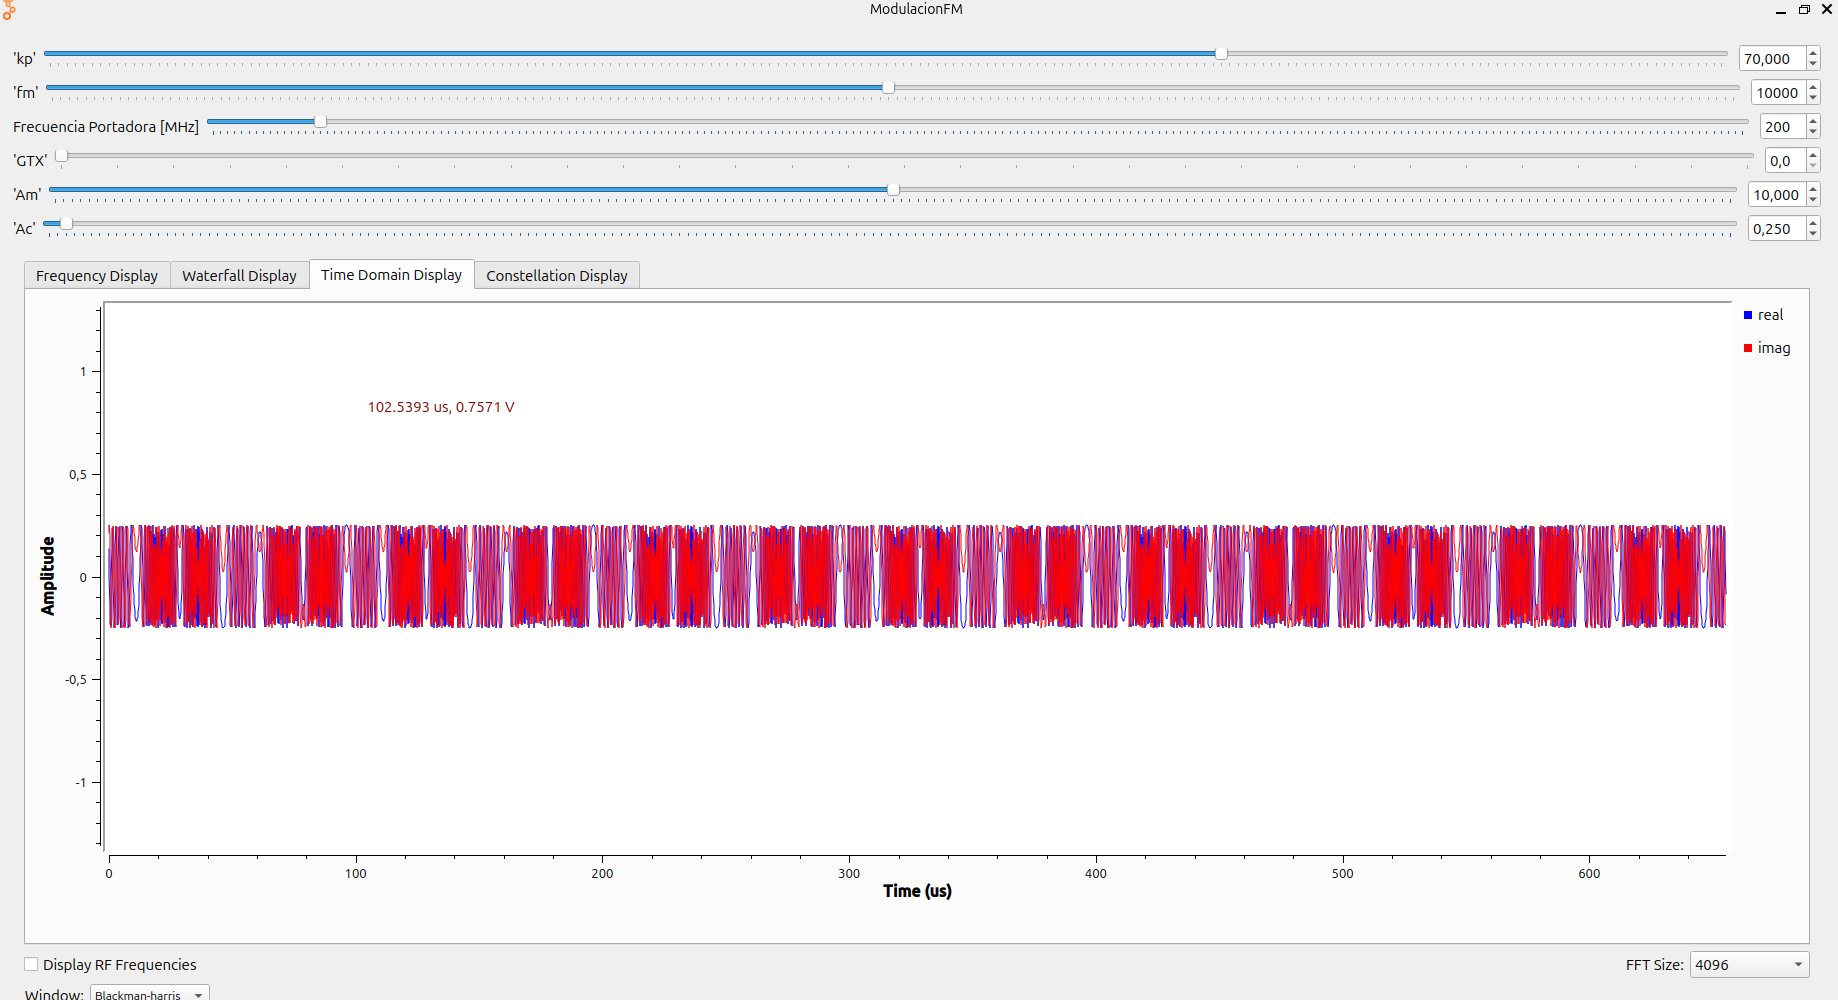 ModulacionFM
'kp' 70,000
'fm' 10000
Frecuencia Portadora [MHz] 200
'GTX' 0,0
'Am' 10,000
'Ac' 0,250
Frequency Display Waterfall Display Time Domain Display Constellation Display
real
imag
1
102.5393 us, 0.7571 V
0,5
Amplitude
0
-0,5
-1
0 100 200 300 400 500 600
Time (us)
Display RF Frequencies FFT Size: 4096
Window: Blackman-harris